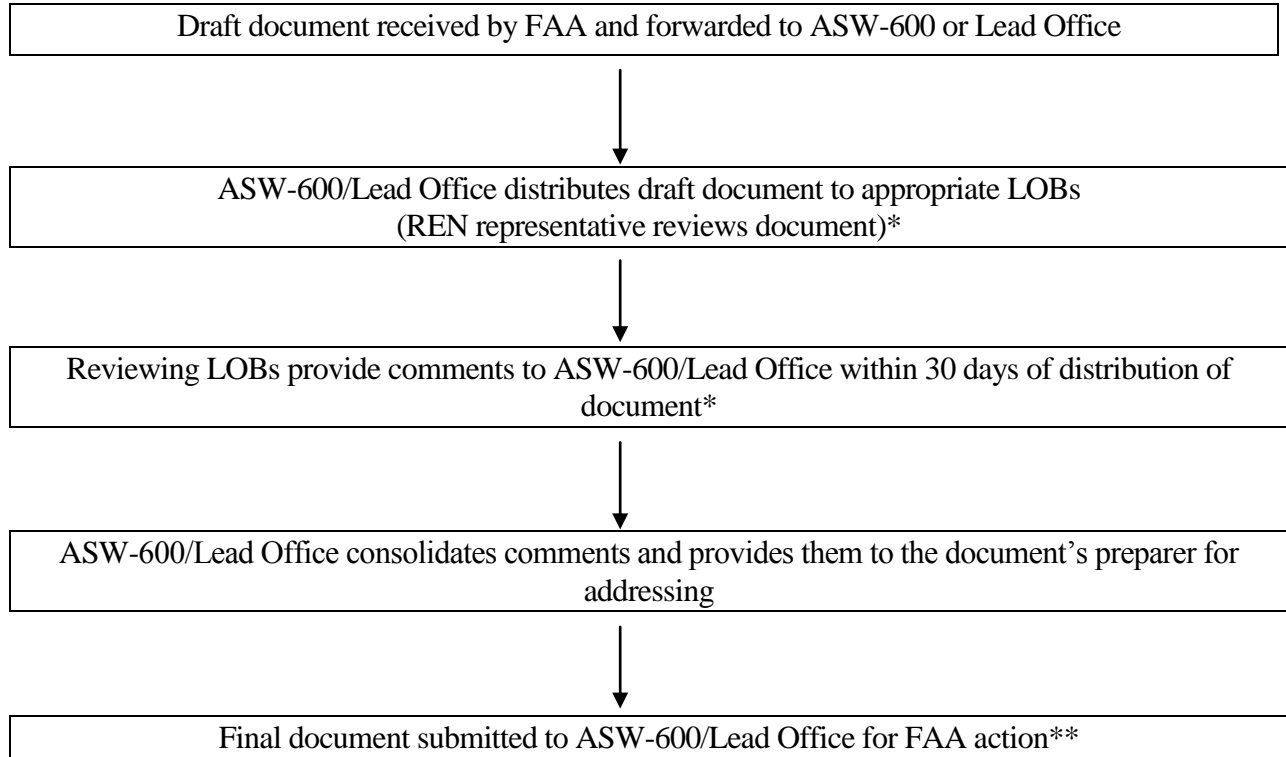 Draft document received by FAA and forwarded to ASW-600 or Lead Office
ASW-600/Lead Office distributes draft document to appropriate LOBs
(REN representative reviews document)*
Reviewing LOBs provide comments to ASW-600/Lead Office within 30 days of distribution of
document*
ASW-600/Lead Office consolidates comments and provides them to the document’s preparer for
addressing
Final document submitted to ASW-600/Lead Office for FAA action**